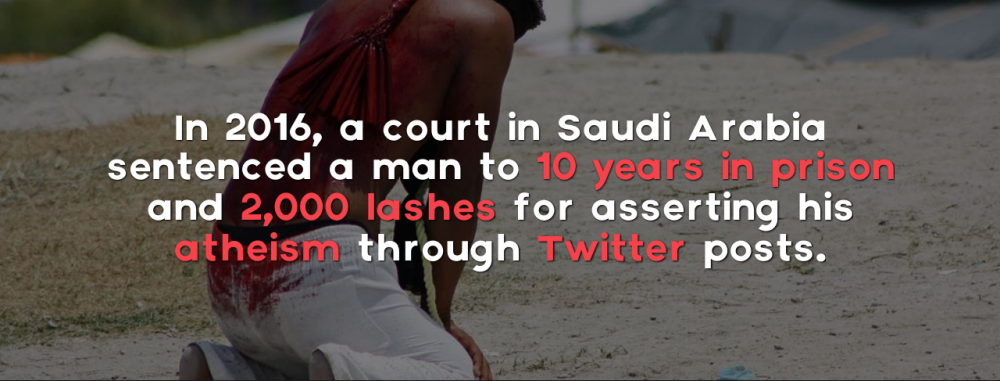 In 2016, a court in Saudi Arabia
sentenced a man to 10 years in prison
and 2,000 lashes for asserting his
atheism through Twitter posts.